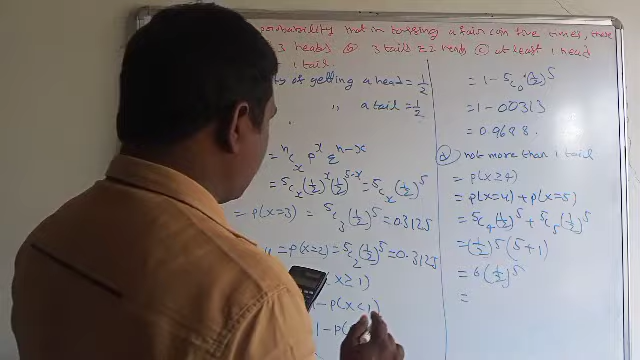 probability that in tossing a fair coin five times, there
3 heads ⓑ 3 tails = 2 heads ⓒ at least 1 head
1 tail.
ty of getting a head = 1/2
,, a tail = 1/2
= ⁿCₓ pˣ qⁿ⁻ˣ
= ⁵Cₓ (1/2)ˣ (1/2)⁵⁻ˣ = ⁵Cₓ (1/2)⁵
= p(x=3) = ⁵C₃ (1/2)⁵ = 0.3125
= p(x=2) = ⁵C₂ (1/2)⁵ = 0.3125
x ≥ 1)
1 - p(x < 1)
1 - p(
= 1 - ⁵C₀ (1/2)⁵
= 1 - 0.0313
= 0.9688.
ⓓ not more than 1 tail
= p(x ≥ 4)
= p(x=4) + p(x=5)
= ⁵C₄ (1/2)⁵ + ⁵C₅ (1/2)⁵
= (1/2)⁵ (5+1)
= 6 (1/2)⁵
=